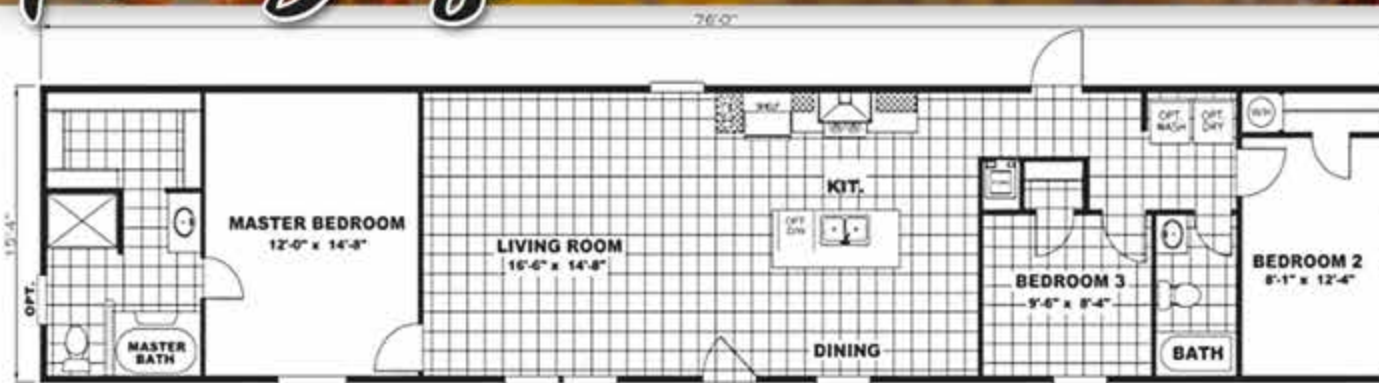 76'-0"
15'-4"
OPT.
MASTER BEDROOM
12'-0" x 14'-8"
MASTER
BATH
LIVING ROOM
16'-6" x 14'-8"
KIT.
OPT
D/W
DINING
OPT.
WASH
OPT.
DRY
W/H
BEDROOM 3
9'-6" x 8'-4"
BATH
BEDROOM 2
8'-1" x 12'-4"